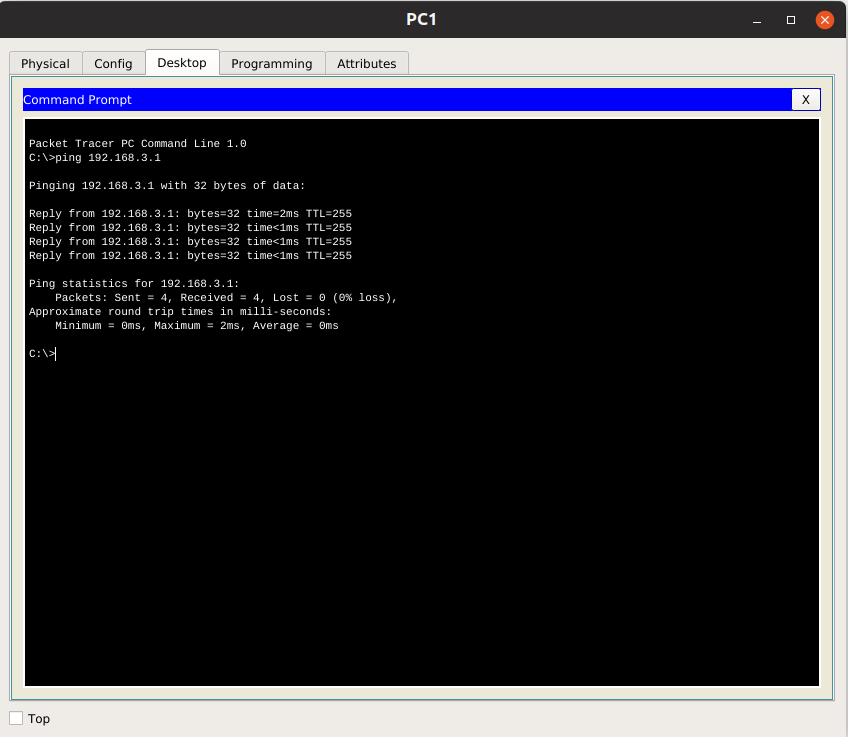 PC1
Physical Config Desktop Programming Attributes
Command Prompt X
Packet Tracer PC Command Line 1.0
C:\>ping 192.168.3.1
Pinging 192.168.3.1 with 32 bytes of data:
Reply from 192.168.3.1: bytes=32 time=2ms TTL=255
Reply from 192.168.3.1: bytes=32 time<1ms TTL=255
Reply from 192.168.3.1: bytes=32 time<1ms TTL=255
Reply from 192.168.3.1: bytes=32 time<1ms TTL=255
Ping statistics for 192.168.3.1:
    Packets: Sent = 4, Received = 4, Lost = 0 (0% loss),
Approximate round trip times in milli-seconds:
    Minimum = 0ms, Maximum = 2ms, Average = 0ms
C:\>
Top